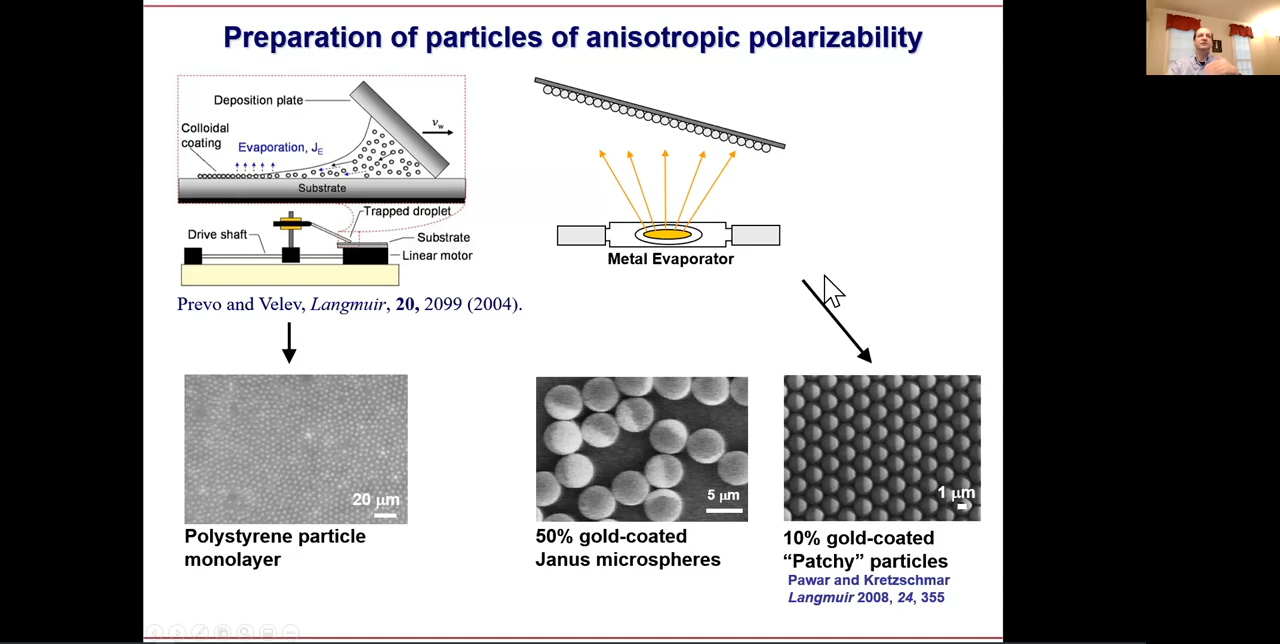 Preparation of particles of anisotropic polarizability
Deposition plate
v_w
Colloidal
coating
Evaporation, J_E
Substrate
Trapped droplet
Drive shaft
Substrate
Linear motor
Prevo and Velev, Langmuir, 20, 2099 (2004).
Metal Evaporator
20 μm
Polystyrene particle
monolayer
5 μm
50% gold-coated
Janus microspheres
1 μm
10% gold-coated
“Patchy” particles
Pawar and Kretzschmar
Langmuir 2008, 24, 355